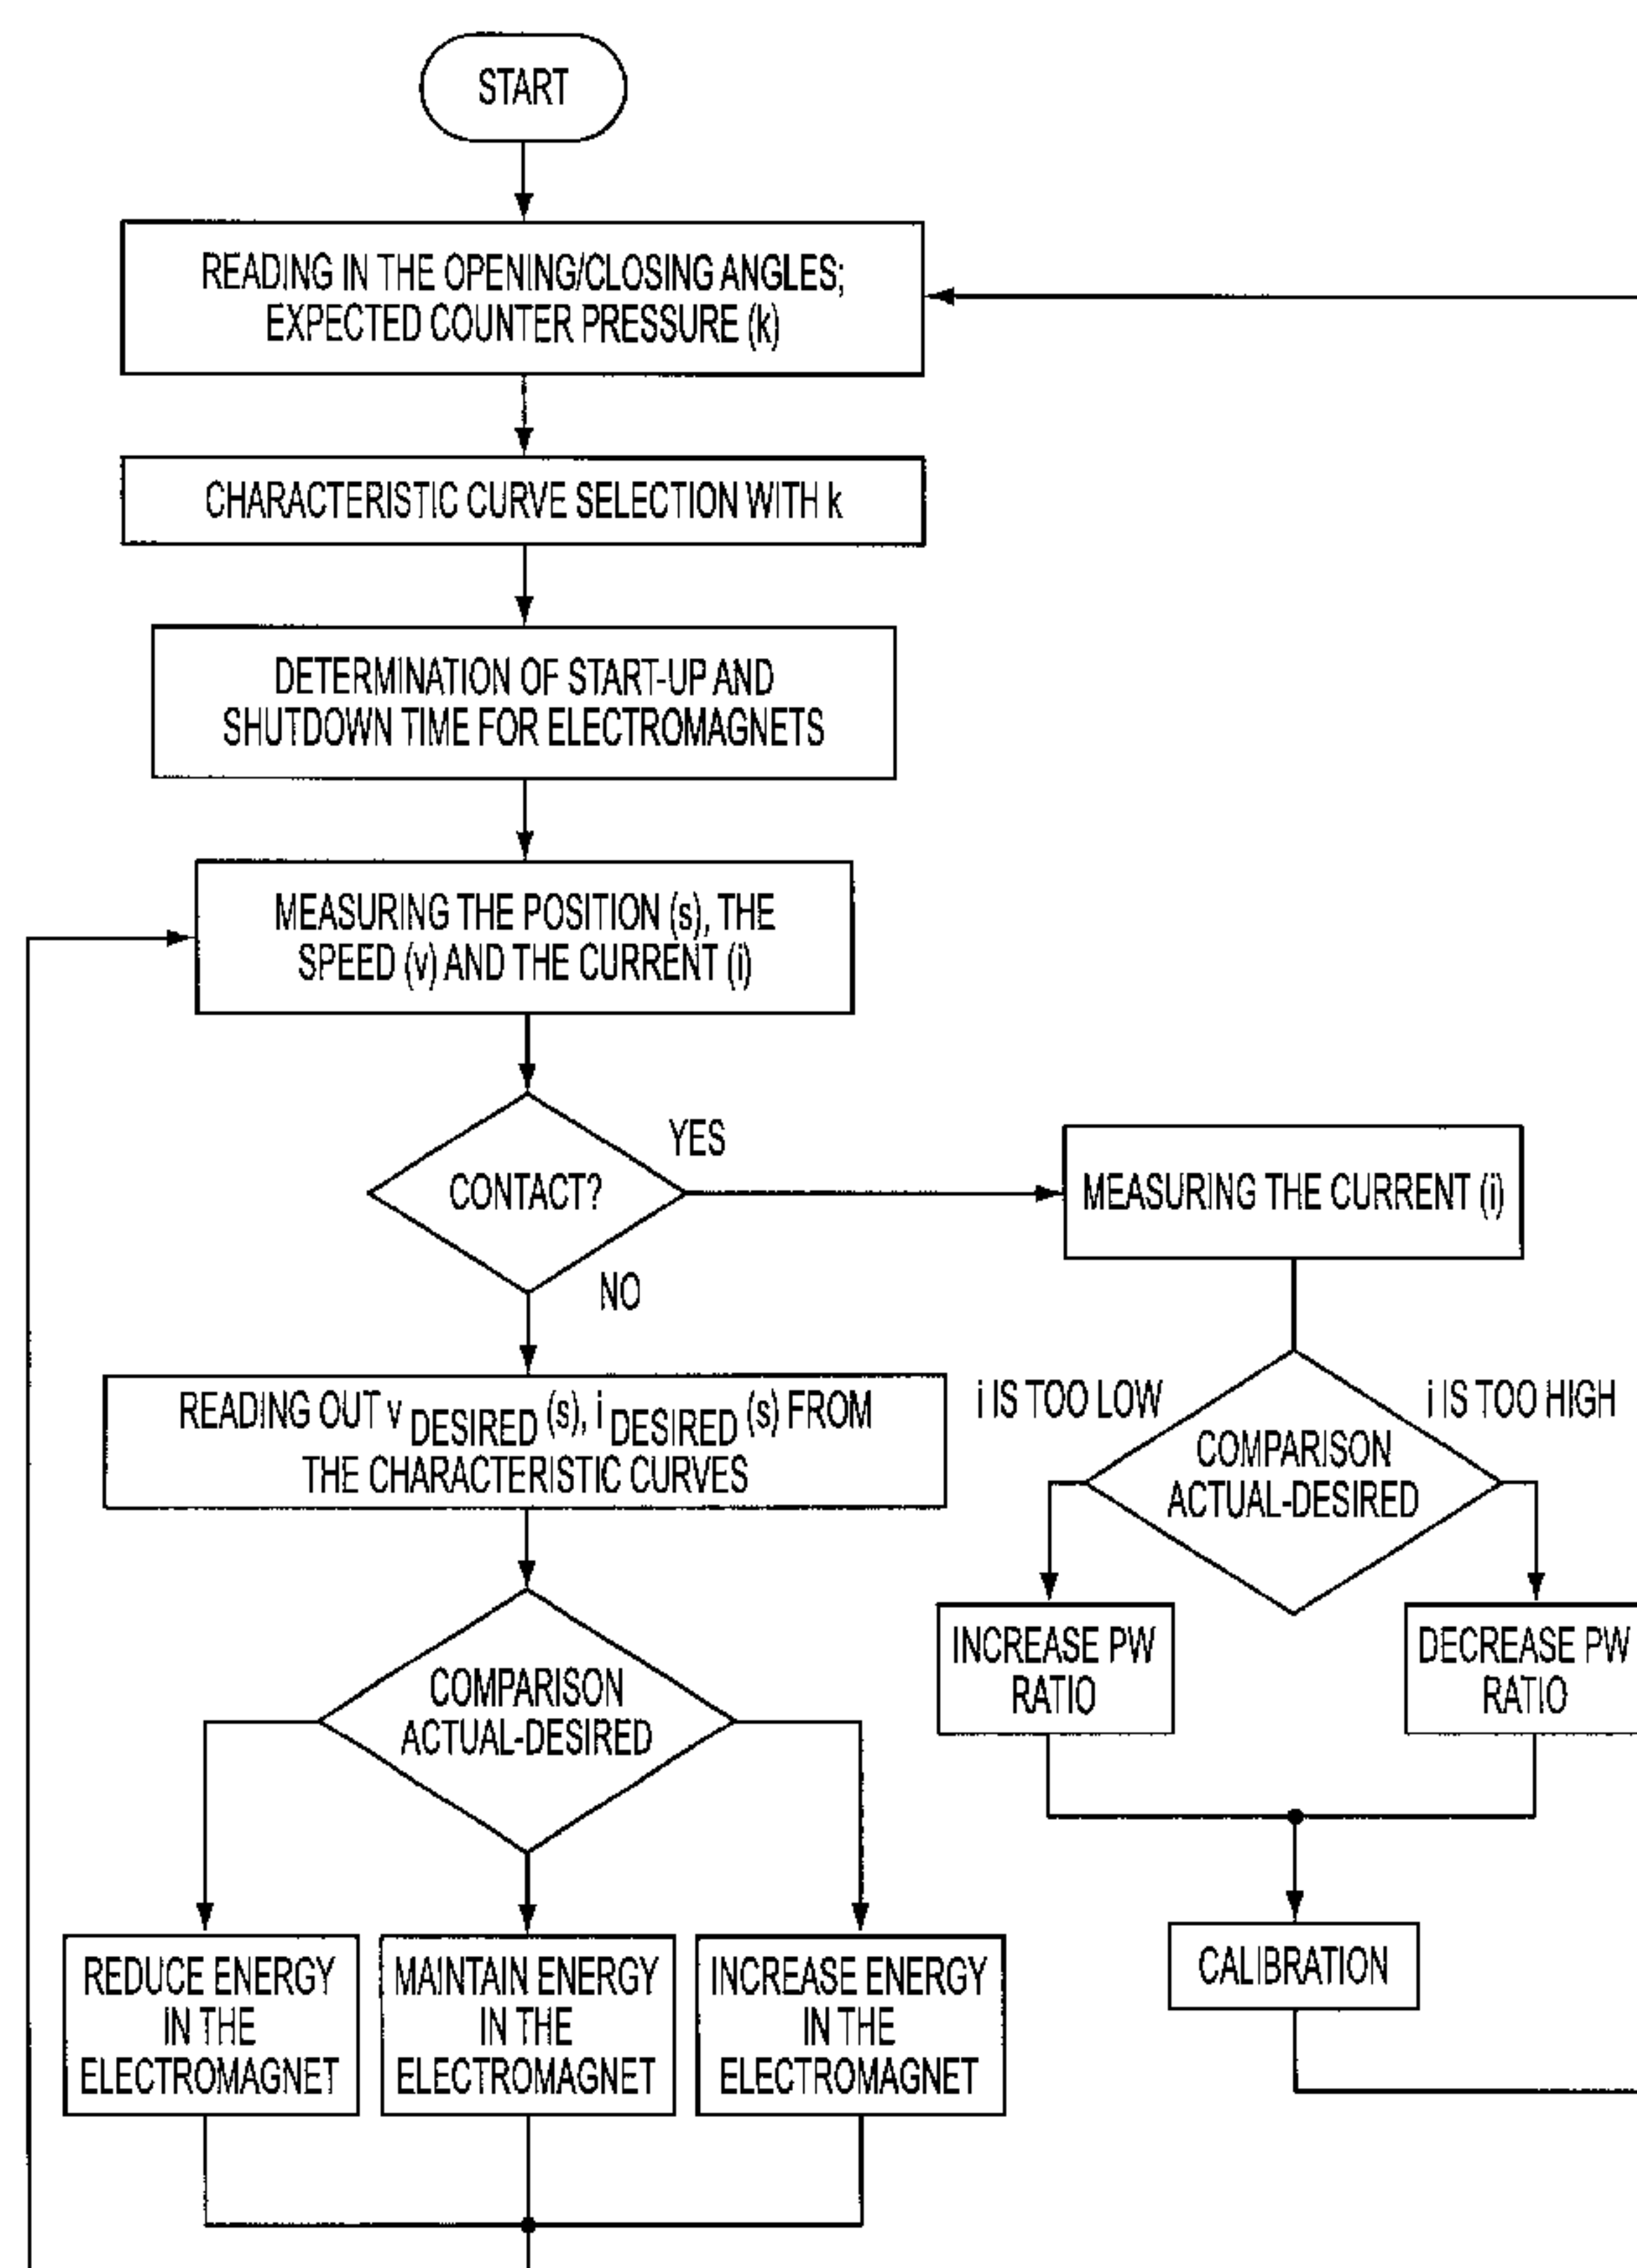 START
READING IN THE OPENING/CLOSING ANGLES;
EXPECTED COUNTER PRESSURE (k)
CHARACTERISTIC CURVE SELECTION WITH k
DETERMINATION OF START-UP AND
SHUTDOWN TIME FOR ELECTROMAGNETS
MEASURING THE POSITION (s), THE
SPEED (v) AND THE CURRENT (i)
CONTACT?
YES
NO
MEASURING THE CURRENT (i)
READING OUT v DESIRED (s), i DESIRED (s) FROM
THE CHARACTERISTIC CURVES
i IS TOO LOW
i IS TOO HIGH
COMPARISON
ACTUAL-DESIRED
INCREASE PW
RATIO
DECREASE PW
RATIO
COMPARISON
ACTUAL-DESIRED
REDUCE ENERGY
IN THE
ELECTROMAGNET
MAINTAIN ENERGY
IN THE
ELECTROMAGNET
INCREASE ENERGY
IN THE
ELECTROMAGNET
CALIBRATION